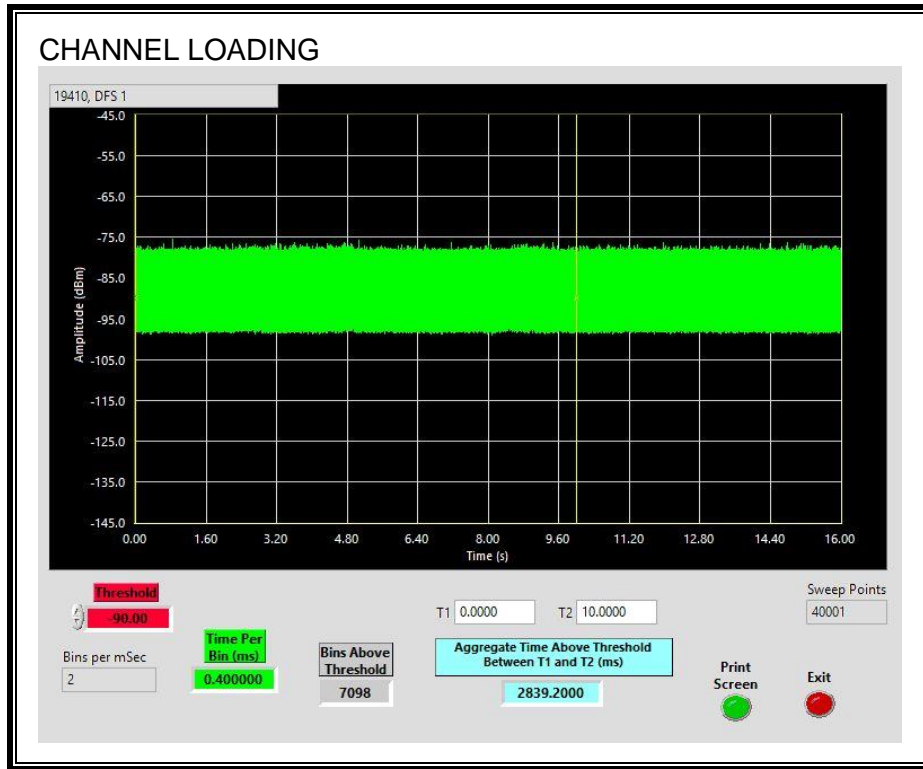 CHANNEL LOADING
19410, DFS 1
-45.0
-55.0
-65.0
-75.0
-85.0
-95.0
-105.0
-115.0
-125.0
-135.0
-145.0
Amplitude (dBm)
0.00 1.60 3.20 4.80 6.40 8.00 9.60 11.20 12.80 14.40 16.00
Time (s)
Threshold
-90.00
Bins per mSec
2
Time Per
Bin (ms)
0.400000
Bins Above
Threshold
7098
T1 0.0000 T2 10.0000
Aggregate Time Above Threshold
Between T1 and T2 (ms)
2839.2000
Print
Screen
Sweep Points
40001
Exit